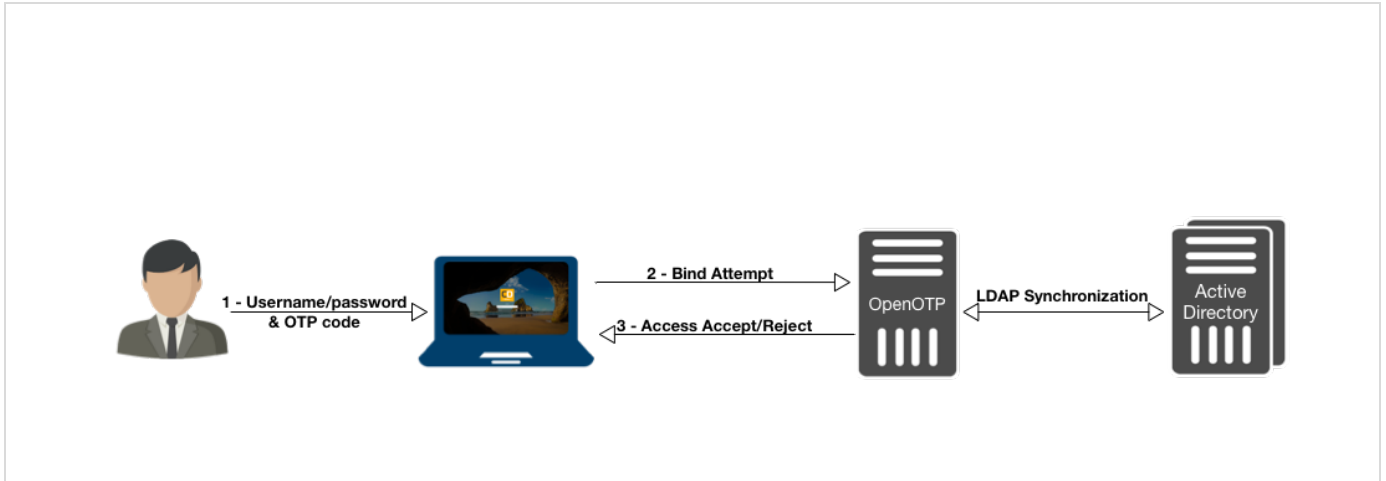 1 - Username/password
& OTP code
2 - Bind Attempt
3 - Access Accept/Reject
OpenOTP
LDAP Synchronization
Active
Directory